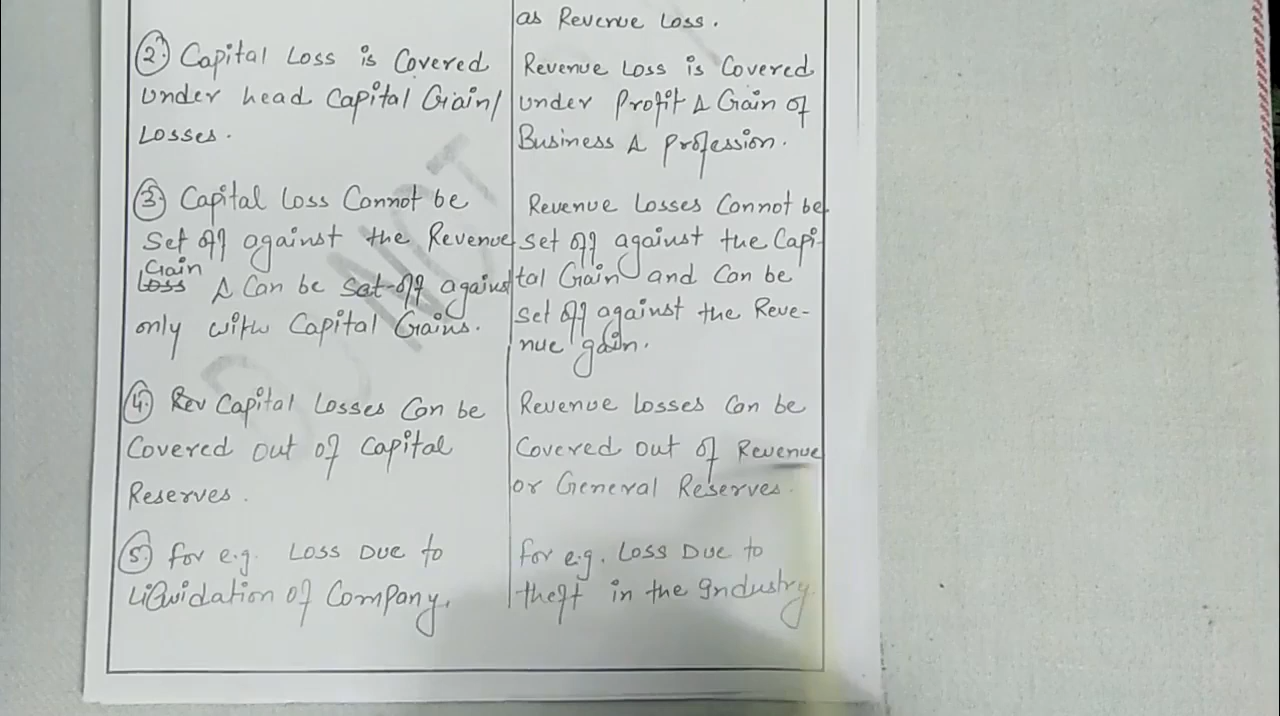 as Revenue Loss.
② Capital Loss is Covered
under head Capital Gain/
Losses.
Revenue Loss is Covered
under Profit & Gain of
Business & profession.
③ Capital Loss Cannot be
Set off against the Revenue
Gain
Loss & Can be Set-off against
only with Capital Gains.
Revenue Losses Cannot be
set off against the Capi-
tal Gain and Can be
set off against the Reve-
nue gain.
④ Rev Capital Losses Can be
Covered out of Capital
Reserves.
Revenue losses Can be
Covered out of Revenue
or General Reserves.
⑤ for e.g. Loss Due to
Liquidation of Company.
for e.g. Loss Due to
theft in the Industry.
DO NOT